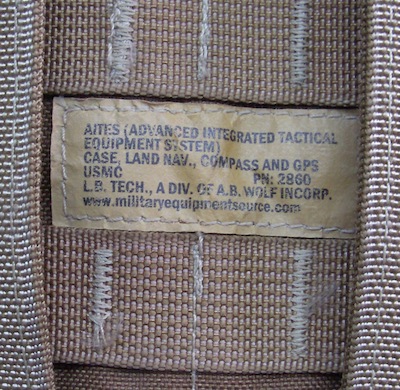 AITES (ADVANCED INTEGRATED TACTICAL
EQUIPMENT SYSTEM)
CASE, LAND NAV., COMPASS AND GPS
USMC PN: 2860
L.B. TECH., A DIV. OF A.B. WOLF INCORP.
www.militaryequipmentsource.com